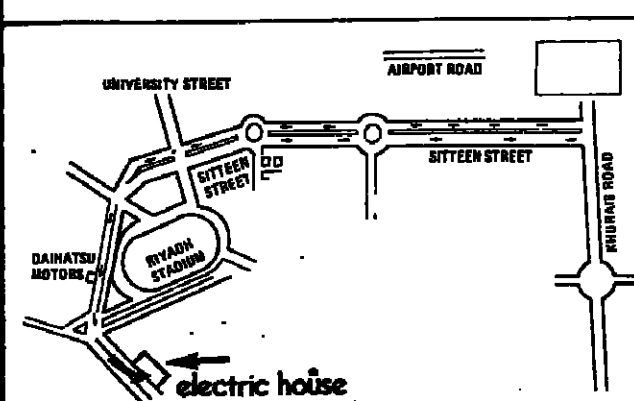 AIRPORT ROAD
UNIVERSITY STREET
SITTEEN
STREET
SITTEEN STREET
KHURAIS ROAD
DAIHATSU
MOTORS
RIYADH
STADIUM
electric house